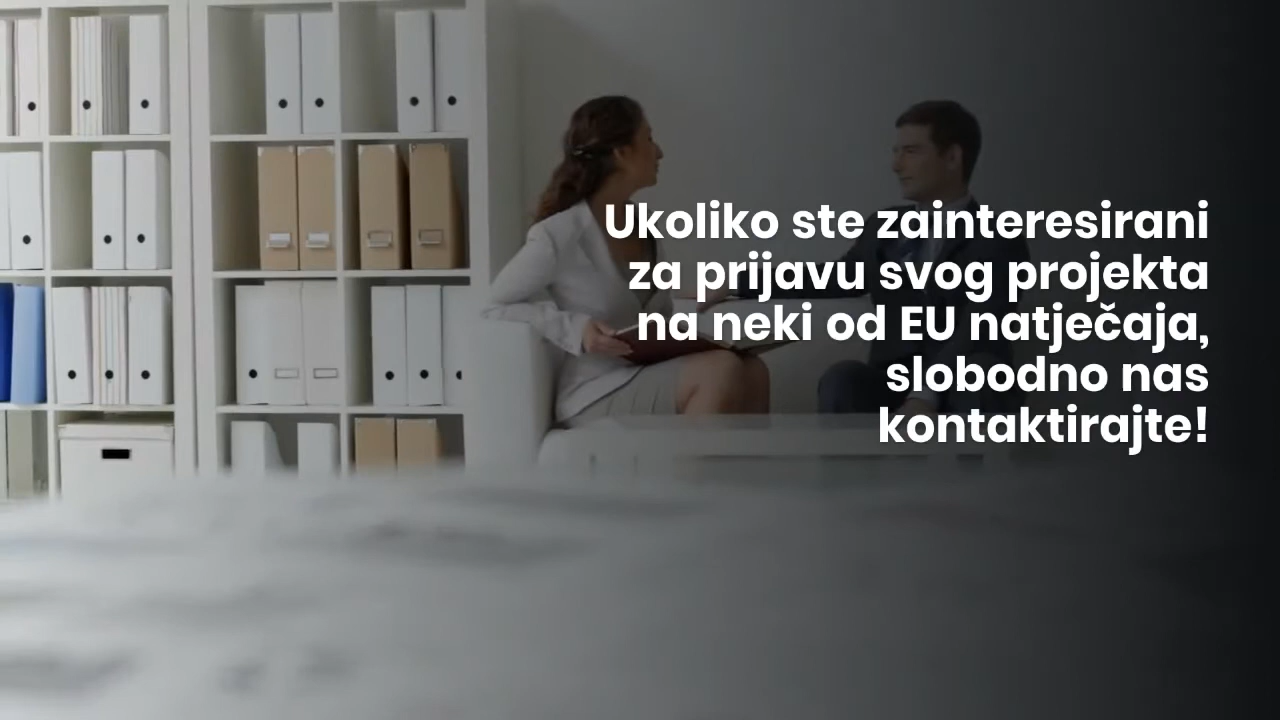 Ukoliko ste zainteresirani
za prijavu svog projekta
na neki od EU natječaja,
slobodno nas
kontaktirajte!